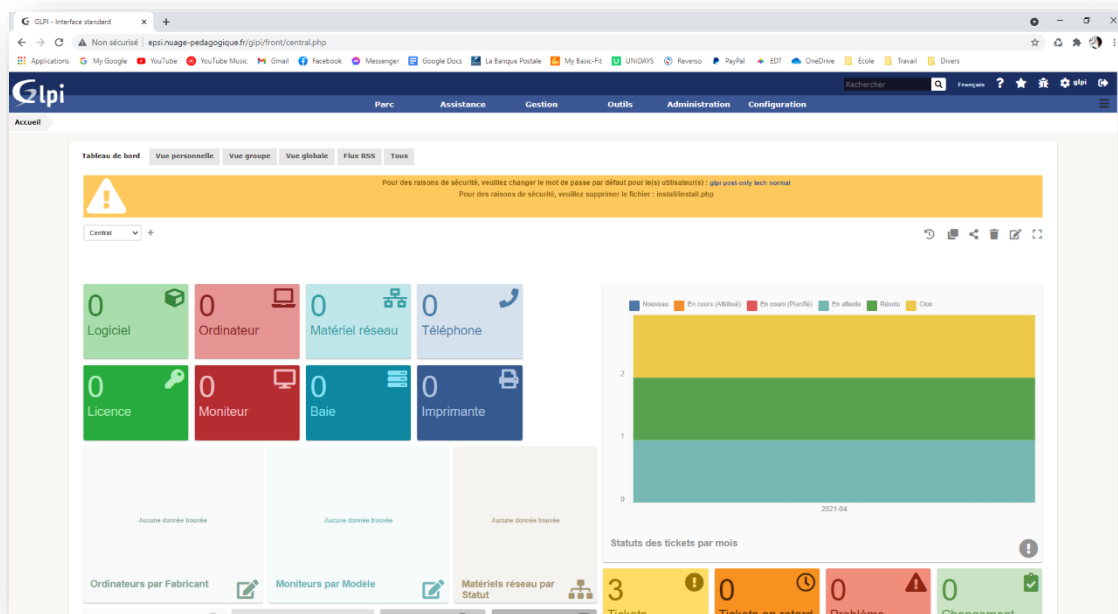 GLPI - Interface standard
Non sécurisé | epsi.nuage-pedagogique.fr/glpi/front/central.php
Applications My Google YouTube YouTube Music Gmail Facebook Messenger Google Docs La Banque Postale My Basic-Fit UNiDAYS Reverso PayPal EDT OneDrive École Travail Divers
Glpi
Rechercher Français ? glpi
Parc Assistance Gestion Outils Administration Configuration
Accueil
Tableau de bord Vue personnelle Vue groupe Vue globale Flux RSS Tous
Pour des raisons de sécurité, veuillez changer le mot de passe par défaut pour le(s) utilisateur(s) : glpi post-only tech normal
Pour des raisons de sécurité, veuillez supprimer le fichier : install/install.php
Central
0 Logiciel
0 Ordinateur
0 Matériel réseau
0 Téléphone
0 Licence
0 Moniteur
0 Baie
0 Imprimante
Nouveau En cours (Attribué) En cours (Planifié) En attente Résolu Clos
2
1
0
2021-04
Statuts des tickets par mois
Aucune donnée trouvée
Ordinateurs par Fabricant
Aucune donnée trouvée
Moniteurs par Modèle
Aucune donnée trouvée
Matériels réseau par
Statut
3
Tickets
0
Tickets en retard
0
Problème
0
Changement